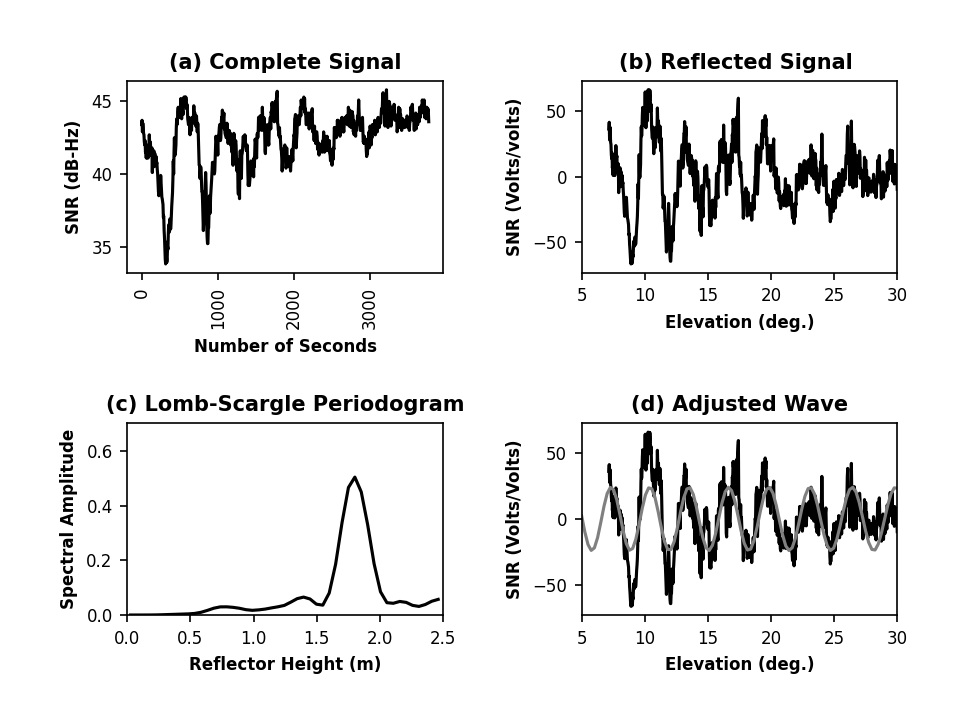 (a) Complete Signal
SNR (dB-Hz)
45
40
35
0
1000
2000
3000
Number of Seconds
(b) Reflected Signal
SNR (Volts/volts)
50
0
−50
5 10 15 20 25 30
Elevation (deg.)
(c) Lomb-Scargle Periodogram
Spectral Amplitude
0.6
0.4
0.2
0.0
0.0 0.5 1.0 1.5 2.0 2.5
Reflector Height (m)
(d) Adjusted Wave
SNR (Volts/Volts)
50
0
−50
5 10 15 20 25 30
Elevation (deg.)